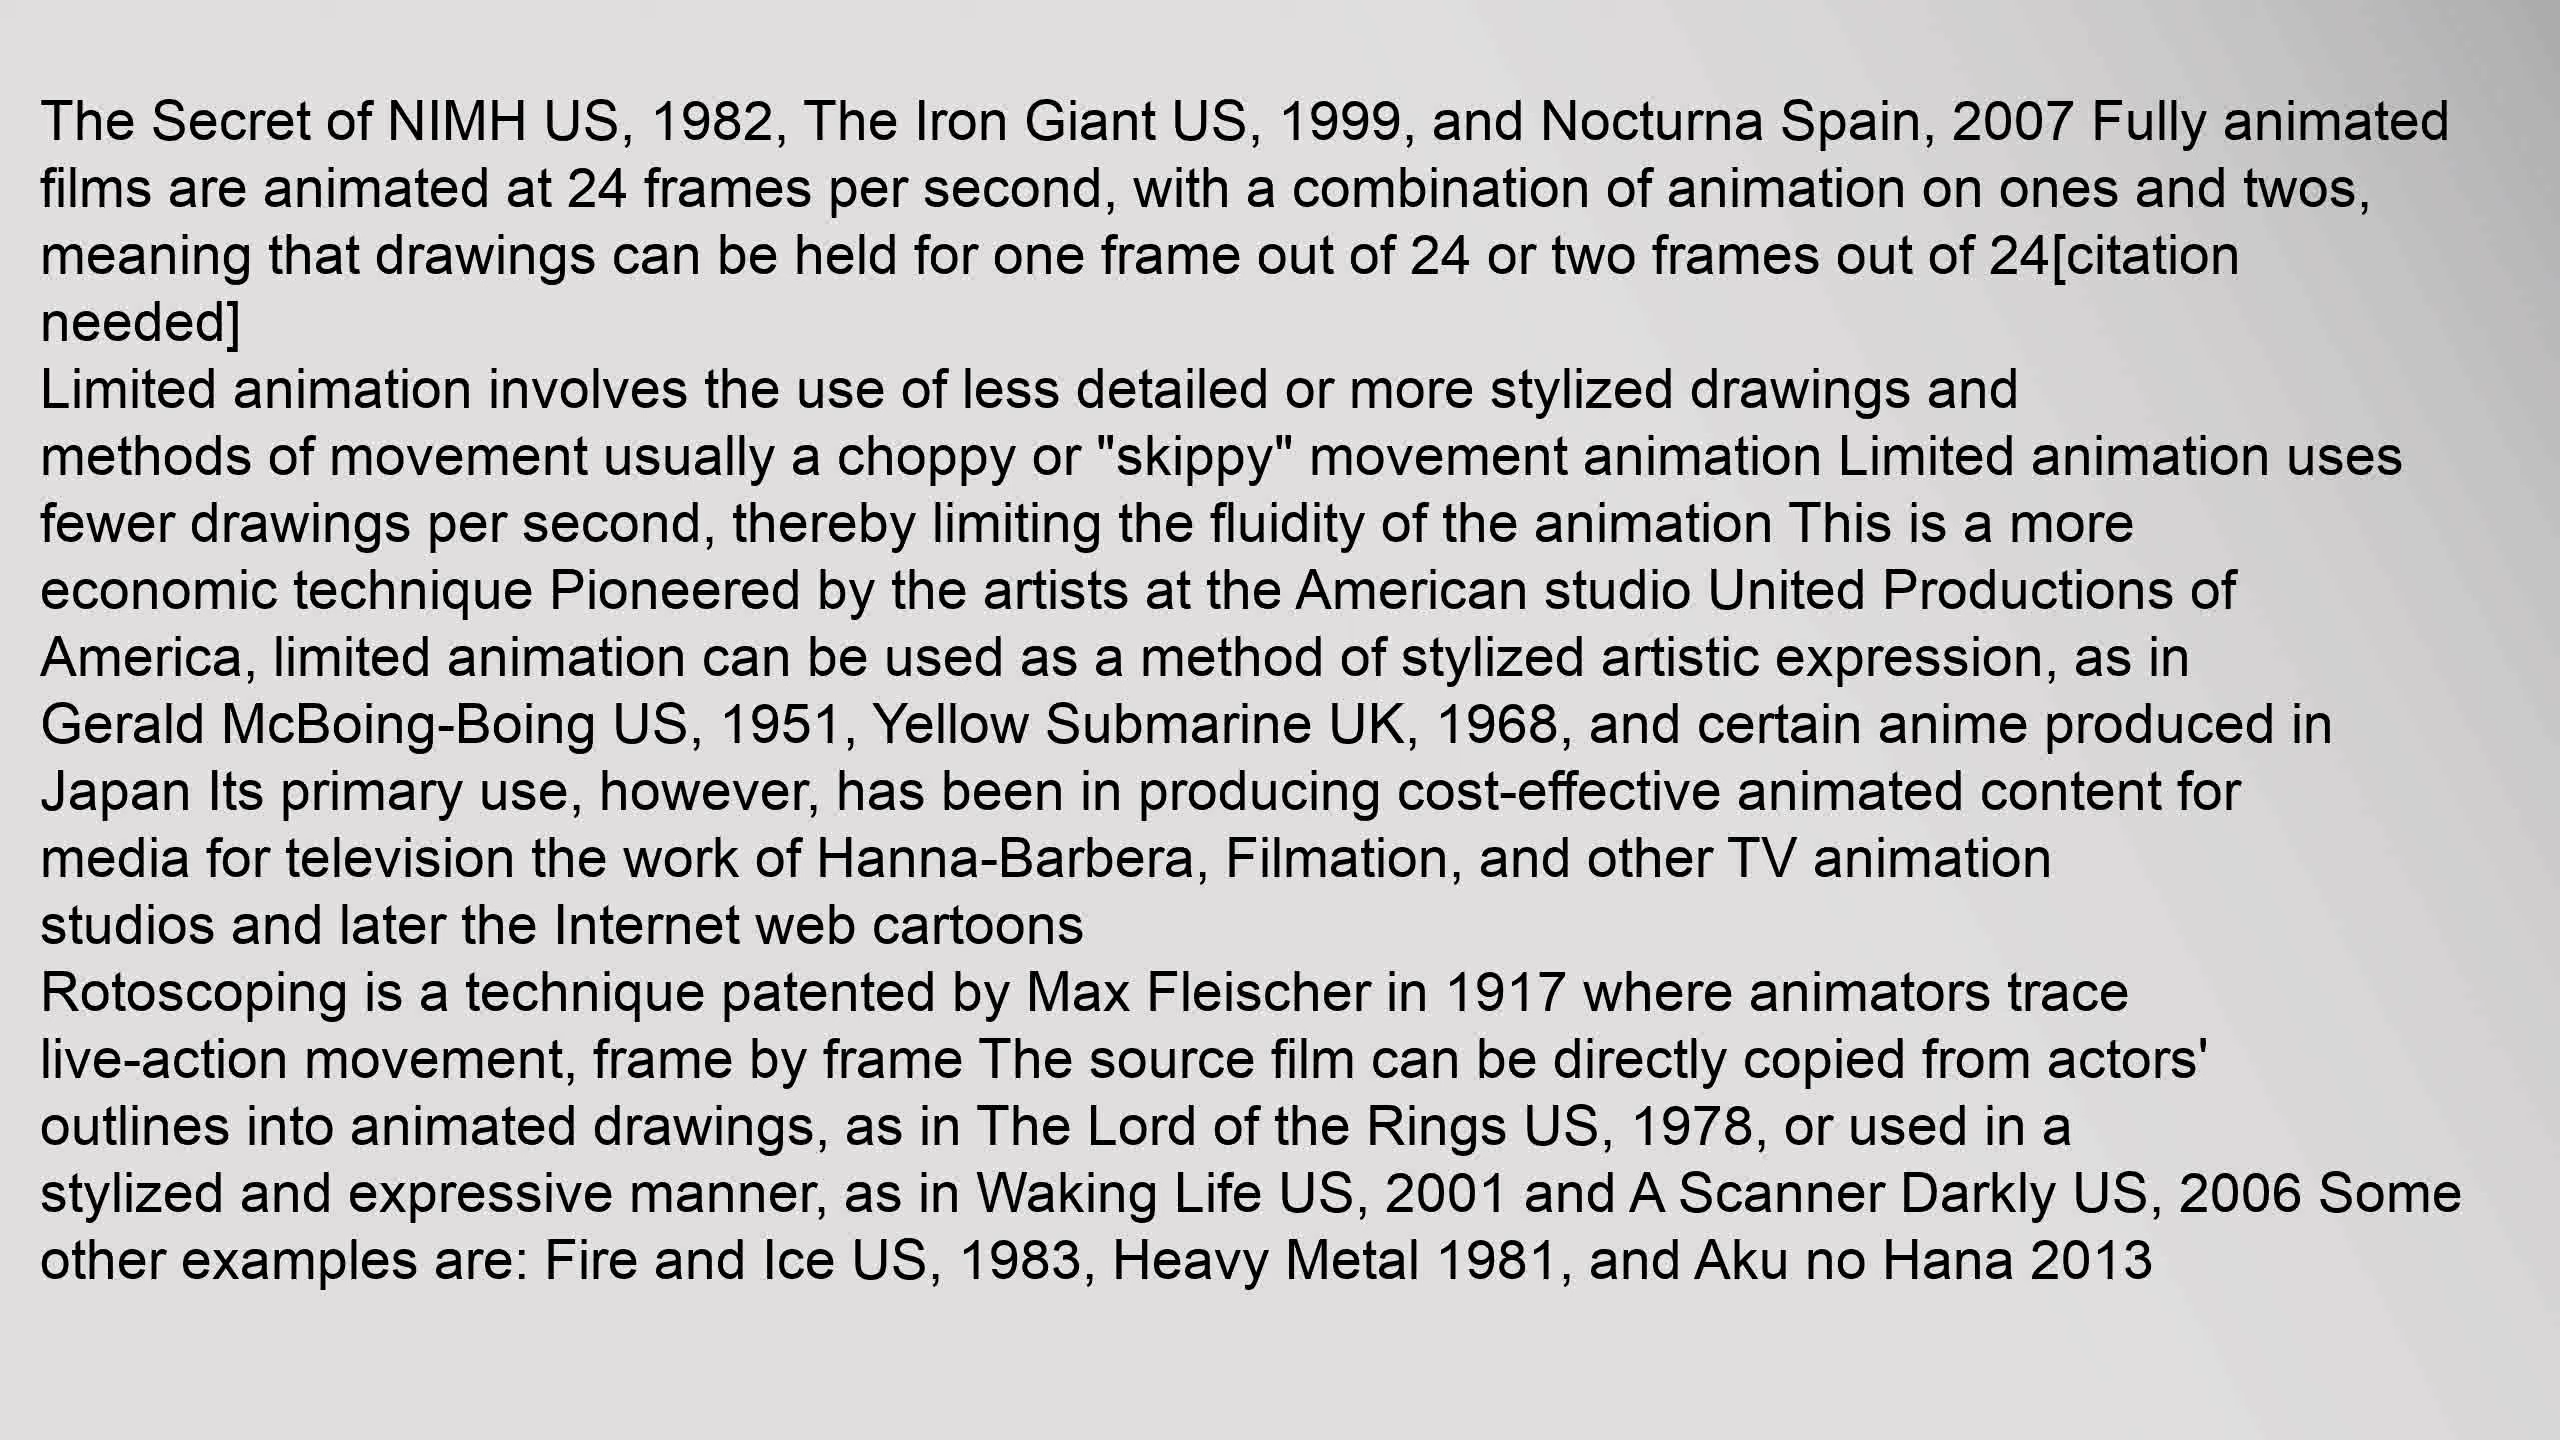 The Secret of NIMH US, 1982, The Iron Giant US, 1999, and Nocturna Spain, 2007 Fully animated
films are animated at 24 frames per second, with a combination of animation on ones and twos,
meaning that drawings can be held for one frame out of 24 or two frames out of 24[citation
needed]
Limited animation involves the use of less detailed or more stylized drawings and
methods of movement usually a choppy or "skippy" movement animation Limited animation uses
fewer drawings per second, thereby limiting the fluidity of the animation This is a more
economic technique Pioneered by the artists at the American studio United Productions of
America, limited animation can be used as a method of stylized artistic expression, as in
Gerald McBoing-Boing US, 1951, Yellow Submarine UK, 1968, and certain anime produced in
Japan Its primary use, however, has been in producing cost-effective animated content for
media for television the work of Hanna-Barbera, Filmation, and other TV animation
studios and later the Internet web cartoons
Rotoscoping is a technique patented by Max Fleischer in 1917 where animators trace
live-action movement, frame by frame The source film can be directly copied from actors'
outlines into animated drawings, as in The Lord of the Rings US, 1978, or used in a
stylized and expressive manner, as in Waking Life US, 2001 and A Scanner Darkly US, 2006 Some
other examples are: Fire and Ice US, 1983, Heavy Metal 1981, and Aku no Hana 2013